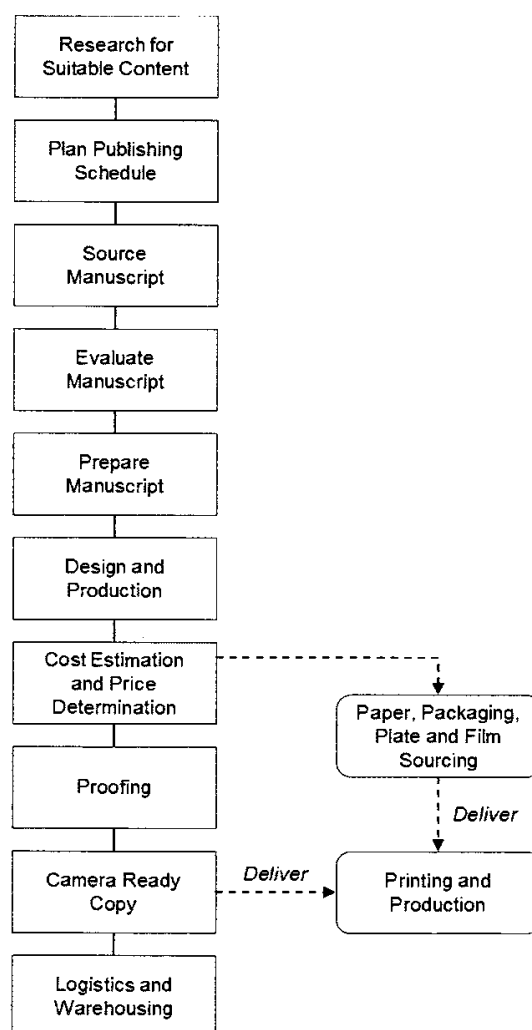 Research for
Suitable Content
Plan Publishing
Schedule
Source
Manuscript
Evaluate
Manuscript
Prepare
Manuscript
Design and
Production
Cost Estimation
and Price
Determination
Paper, Packaging,
Plate and Film
Sourcing
Proofing
Deliver
Camera Ready
Copy
Deliver
Printing and
Production
Logistics and
Warehousing